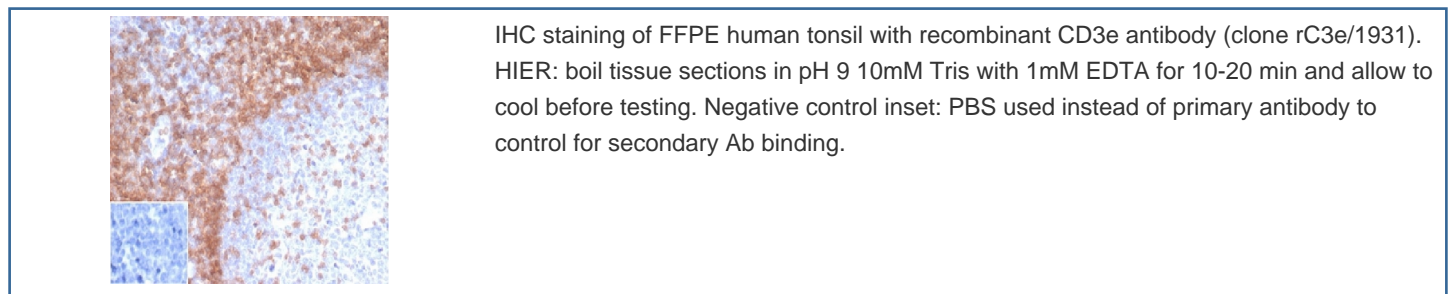 IHC staining of FFPE human tonsil with recombinant CD3e antibody (clone rC3e/1931).
HIER: boil tissue sections in pH 9 10mM Tris with 1mM EDTA for 10-20 min and allow to
cool before testing. Negative control inset: PBS used instead of primary antibody to
control for secondary Ab binding.